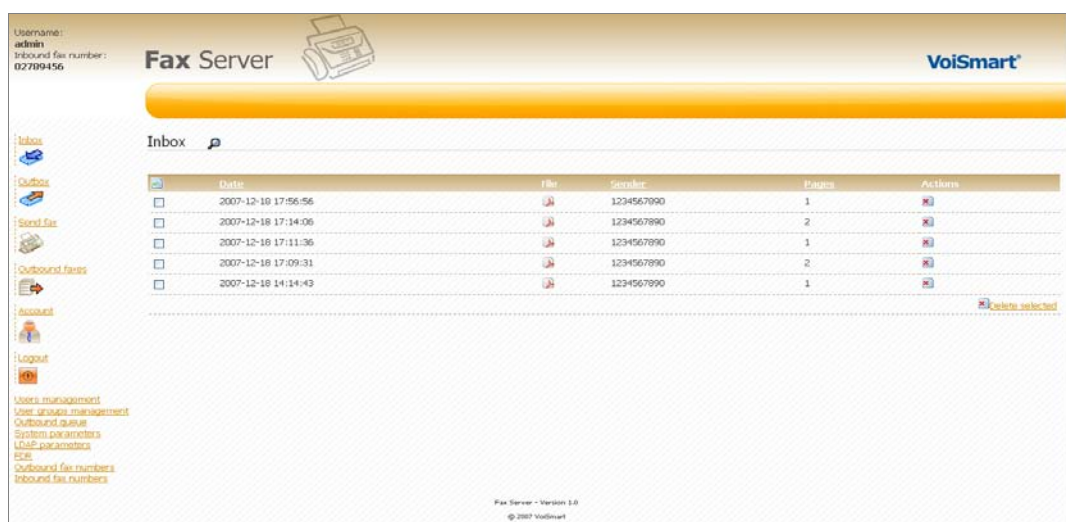 Username:
admin
Inbound fax number:
02789456
Fax Server
VoiSmart®
Inbox
Outbox
Send fax
Outbound faxes
Account
Logout
Users management
User groups management
Outbound queue
System parameters
LDAP parameters
FDR
Outbound fax numbers
Inbound fax numbers
Inbox
Date File Sender Pages Actions
2007-12-18 17:56:56 1234567890 1
2007-12-18 17:14:06 1234567890 2
2007-12-18 17:11:36 1234567890 1
2007-12-18 17:09:31 1234567890 2
2007-12-18 14:14:43 1234567890 1
Delete selected
Fax Server - Version 1.0
© 2007 VoiSmart